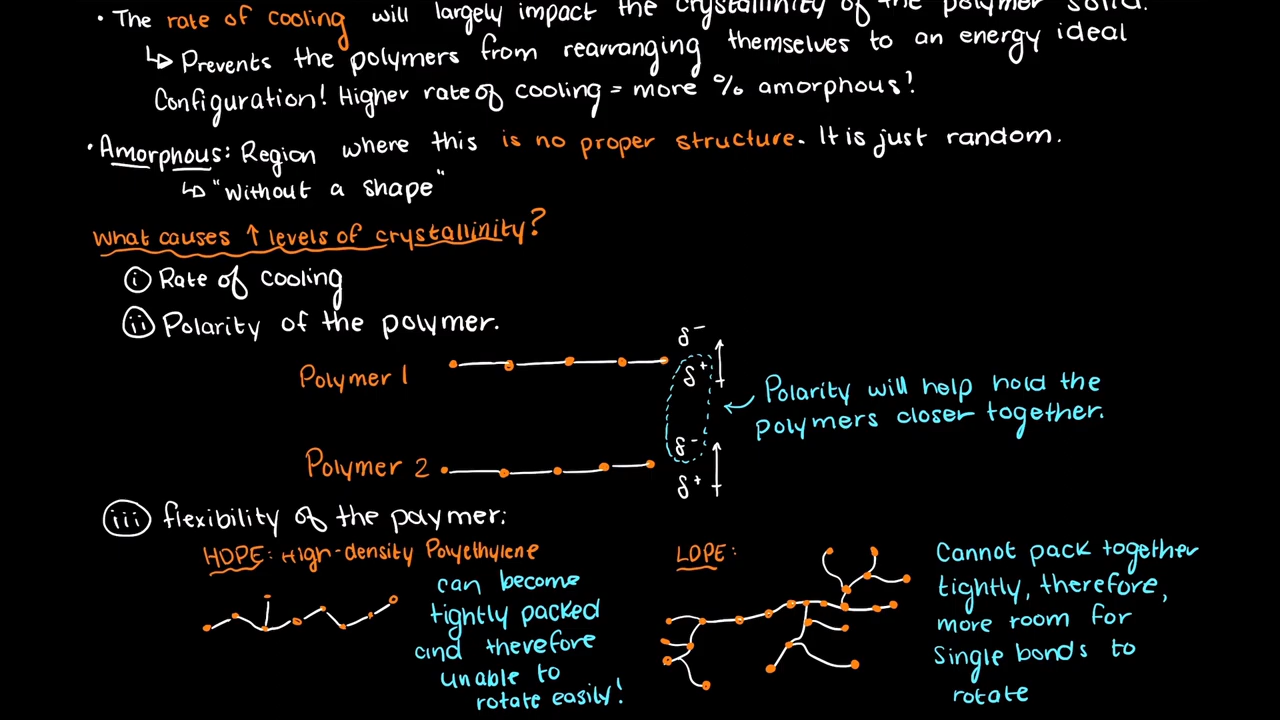 • The rate of cooling will largely impact the crystallinity of the polymer solid.
↳ Prevents the polymers from rearranging themselves to an energy ideal
Configuration! Higher rate of cooling = more % amorphous!
• Amorphous: Region where this is no proper structure. It is just random.
↳ "without a shape"
What causes ↑ levels of crystallinity?
(i) Rate of cooling
(ii) Polarity of the polymer.
Polymer 1
δ-
δ+
Polarity will help hold the
polymers closer together.
Polymer 2
δ-
δ+
(iii) flexibility of the polymer:
HDPE: High-density Polyethylene
can become
tightly packed
and therefore
unable to
rotate easily!
LDPE:
Cannot pack together
tightly, therefore,
more room for
single bonds to
rotate